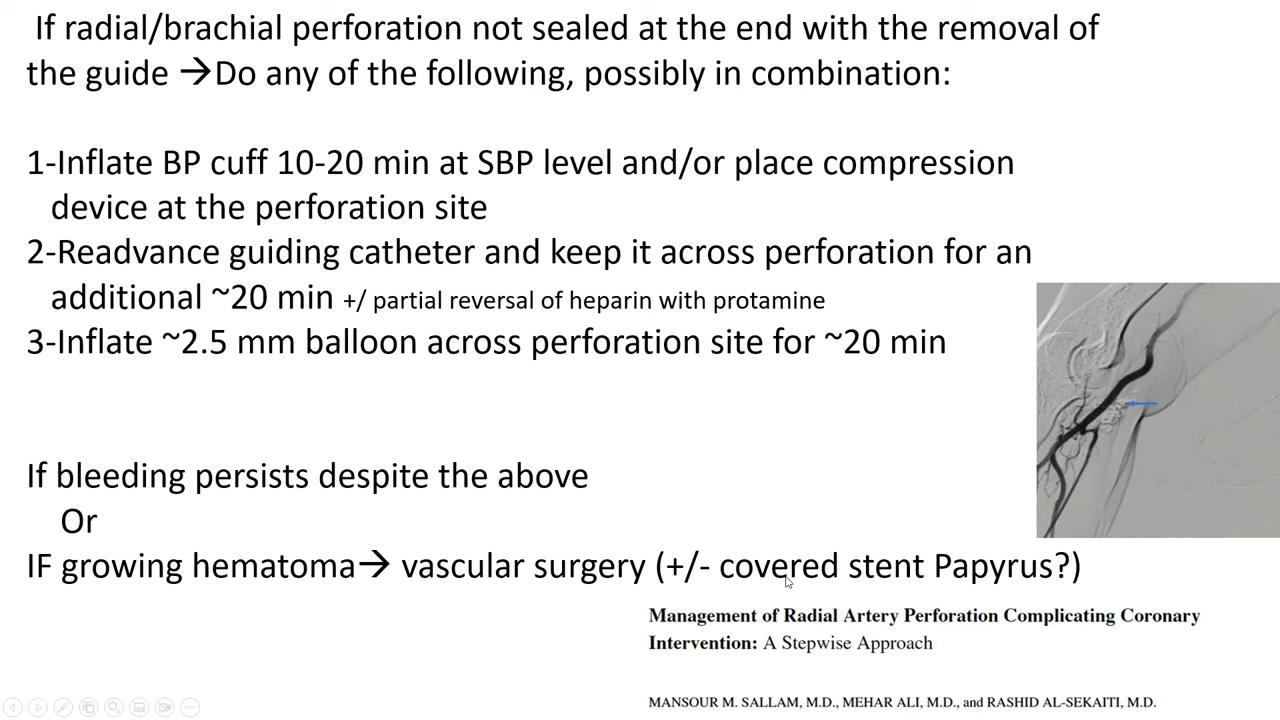 If radial/brachial perforation not sealed at the end with the removal of
the guide →Do any of the following, possibly in combination:
1-Inflate BP cuff 10-20 min at SBP level and/or place compression
device at the perforation site
2-Readvance guiding catheter and keep it across perforation for an
additional ~20 min +/ partial reversal of heparin with protamine
3-Inflate ~2.5 mm balloon across perforation site for ~20 min
If bleeding persists despite the above
Or
IF growing hematoma→ vascular surgery (+/- covered stent Papyrus?)
Management of Radial Artery Perforation Complicating Coronary
Intervention: A Stepwise Approach
MANSOUR M. SALLAM, M.D., MEHAR ALI, M.D., and RASHID AL-SEKAITI, M.D.